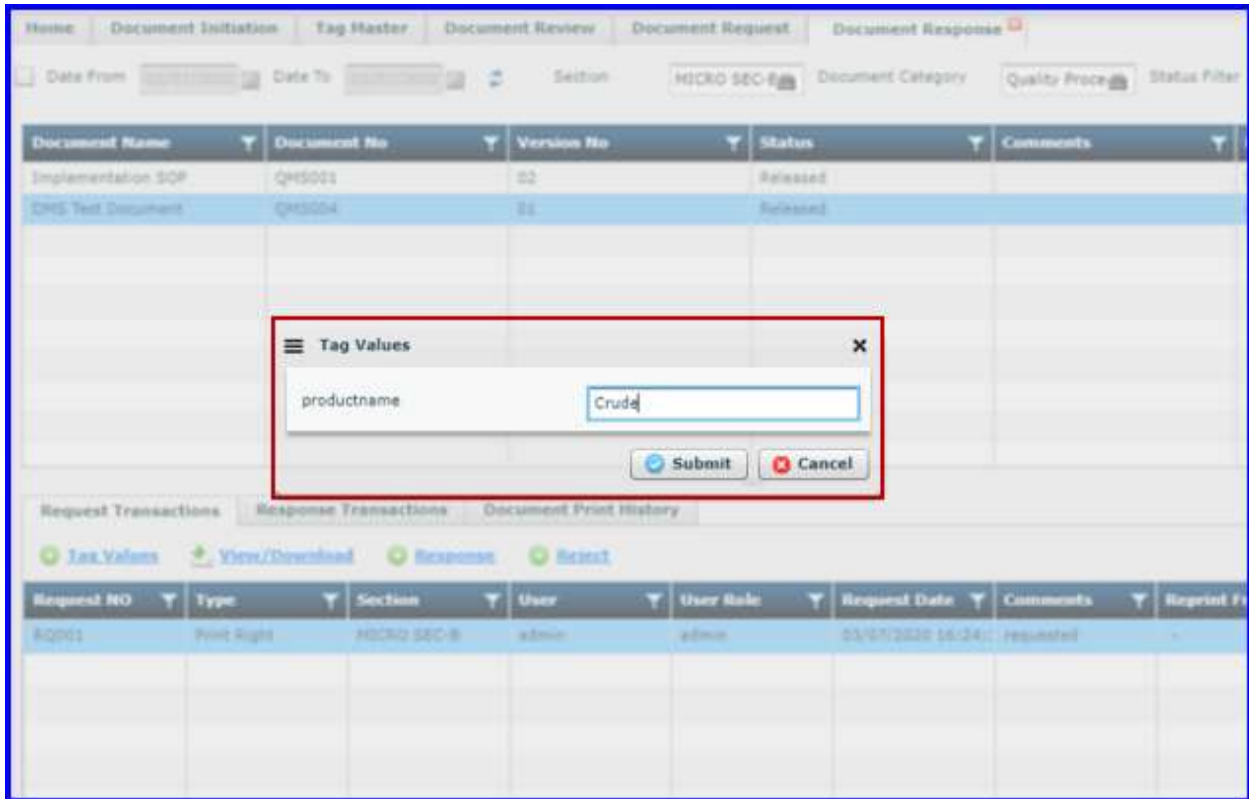 Home Document Initiation Tag Master Document Review Document Request Document Response
Date From Date To Section MICRO SEC-B Document Category Quality Proce Status Filter
Document Name Document No Version No Status Comments
Implementation SOP QMS001 02 Released
DMS Test Document QMS004 01 Released
Tag Values
productname Crude
Submit Cancel
Request Transactions Response Transactions Document Print History
Tag Values View/Download Response Reject
Request NO Type Section User User Role Request Date Comments Reprint
RQ001 Print Right MICRO SEC-B admin admin 03/07/2020 16:24: requested -